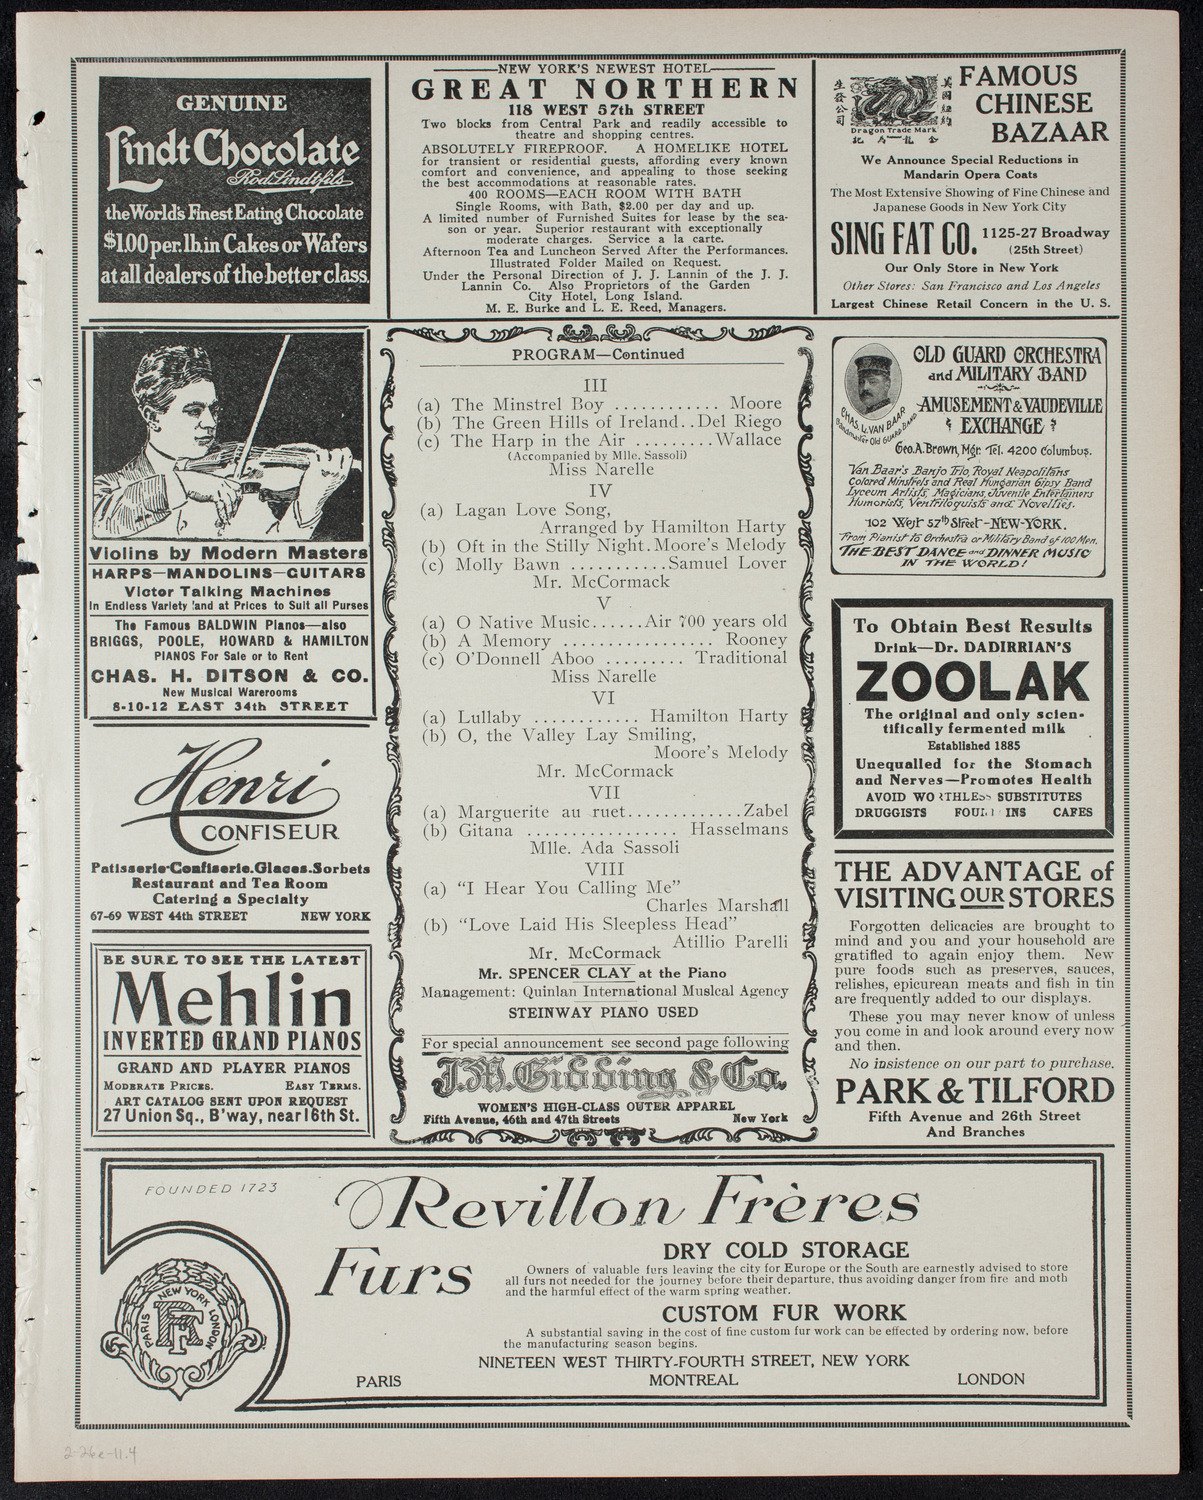 GENUINE
Lindt Chocolate
Rod. Lindt fils
the World's Finest Eating Chocolate
$1.00 per. lb. in Cakes or Wafers
at all dealers of the better class.
NEW YORK'S NEWEST HOTEL
GREAT NORTHERN
118 WEST 57th STREET
Two blocks from Central Park and readily accessible to
theatre and shopping centres.
ABSOLUTELY FIREPROOF. A HOMELIKE HOTEL
for transient or residential guests, affording every known
comfort and convenience, and appealing to those seeking
the best accommodations at reasonable rates.
400 ROOMS—EACH ROOM WITH BATH
Single Rooms, with Bath, $2.00 per day and up.
A limited number of Furnished Suites for lease by the sea-
son or year. Superior restaurant with exceptionally
moderate charges. Service a la carte.
Afternoon Tea and Luncheon Served After the Performances.
Illustrated Folder Mailed on Request.
Under the Personal Direction of J. J. Lannin of the J. J.
Lannin Co. Also Proprietors of the Garden
City Hotel, Long Island.
M. E. Burke and L. E. Reed, Managers.
生發公司
美國紐約
Dragon Trade Mark
FAMOUS
CHINESE
BAZAAR
We Announce Special Reductions in
Mandarin Opera Coats
The Most Extensive Showing of Fine Chinese and
Japanese Goods in New York City
SING FAT CO. 1125-27 Broadway
(25th Street)
Our Only Store in New York
Other Stores: San Francisco and Los Angeles
Largest Chinese Retail Concern in the U. S.
Violins by Modern Masters
HARPS—MANDOLINS—GUITARS
Victor Talking Machines
In Endless Variety and at Prices to Suit all Purses
The Famous BALDWIN Pianos—also
BRIGGS, POOLE, HOWARD & HAMILTON
PIANOS For Sale or to Rent
CHAS. H. DITSON & CO.
New Musical Warerooms
8-10-12 EAST 34th STREET
Henri
CONFISEUR
Patisserie-Confiserie.Glaces.Sorbets
Restaurant and Tea Room
Catering a Specialty
67-69 WEST 44th STREET NEW YORK
BE SURE TO SEE THE LATEST
Mehlin
INVERTED GRAND PIANOS
GRAND AND PLAYER PIANOS
MODERATE PRICES. EASY TERMS.
ART CATALOG SENT UPON REQUEST
27 Union Sq., B'way, near 16th St.
PROGRAM—Continued
III
(a) The Minstrel Boy ............ Moore
(b) The Green Hills of Ireland..Del Riego
(c) The Harp in the Air .........Wallace
(Accompanied by Mlle. Sassoli)
Miss Narelle
IV
(a) Lagan Love Song,
Arranged by Hamilton Harty
(b) Oft in the Stilly Night.Moore's Melody
(c) Molly Bawn ...........Samuel Lover
Mr. McCormack
V
(a) O Native Music......Air 700 years old
(b) A Memory ................. Rooney
(c) O'Donnell Aboo ......... Traditional
Miss Narelle
VI
(a) Lullaby ............ Hamilton Harty
(b) O, the Valley Lay Smiling,
Moore's Melody
Mr. McCormack
VII
(a) Marguerite au ruet.............Zabel
(b) Gitana ................. Hasselmans
Mlle. Ada Sassoli
VIII
(a) "I Hear You Calling Me"
Charles Marshall
(b) "Love Laid His Sleepless Head"
Atillio Parelli
Mr. McCormack
Mr. SPENCER CLAY at the Piano
Management: Quinlan International Musical Agency
STEINWAY PIANO USED
For special announcement see second page following
J.M. Gidding & Co.
WOMEN'S HIGH-CLASS OUTER APPAREL
Fifth Avenue, 46th and 47th Streets New York
CHAS. L. VAN BAAR
Bandmaster Old GUARD BAND
OLD GUARD ORCHESTRA
and MILITARY BAND
AMUSEMENT & VAUDEVILLE
EXCHANGE
Geo. A. Brown, Mgr. Tel. 4200 Columbus.
Van Baar's Banjo Trio, Royal Neapolitans
Colored Minstrels and Real Hungarian Gipsy Band
Lyceum Artists, Magicians, Juvenile Entertainers
Humorists, Ventriloquists and Novelties.
102 West 57th Street-NEW-YORK.
From Pianist to Orchestra or Military Band of 100 Men.
THE BEST DANCE and DINNER MUSIC
IN THE WORLD!
To Obtain Best Results
Drink—Dr. DADIRRIAN'S
ZOOLAK
The original and only scien-
tifically fermented milk
Established 1885
Unequalled for the Stomach
and Nerves—Promotes Health
AVOID WORTHLESS SUBSTITUTES
DRUGGISTS FOUNTAINS CAFES
THE ADVANTAGE of
VISITING OUR STORES
Forgotten delicacies are brought to
mind and you and your household are
gratified to again enjoy them. New
pure foods such as preserves, sauces,
relishes, epicurean meats and fish in tin
are frequently added to our displays.
These you may never know of unless
you come in and look around every now
and then.
No insistence on our part to purchase.
PARK & TILFORD
Fifth Avenue and 26th Street
And Branches
FOUNDED 1723
Revillon Frères
Furs
NEW YORK PARIS LONDON
RF
DRY COLD STORAGE
Owners of valuable furs leaving the city for Europe or the South are earnestly advised to store
all furs not needed for the journey before their departure, thus avoiding danger from fire and moth
and the harmful effect of the warm spring weather.
CUSTOM FUR WORK
A substantial saving in the cost of fine custom fur work can be effected by ordering now, before
the manufacturing season begins.
NINETEEN WEST THIRTY-FOURTH STREET, NEW YORK
PARIS MONTREAL LONDON
2-26e-11.4